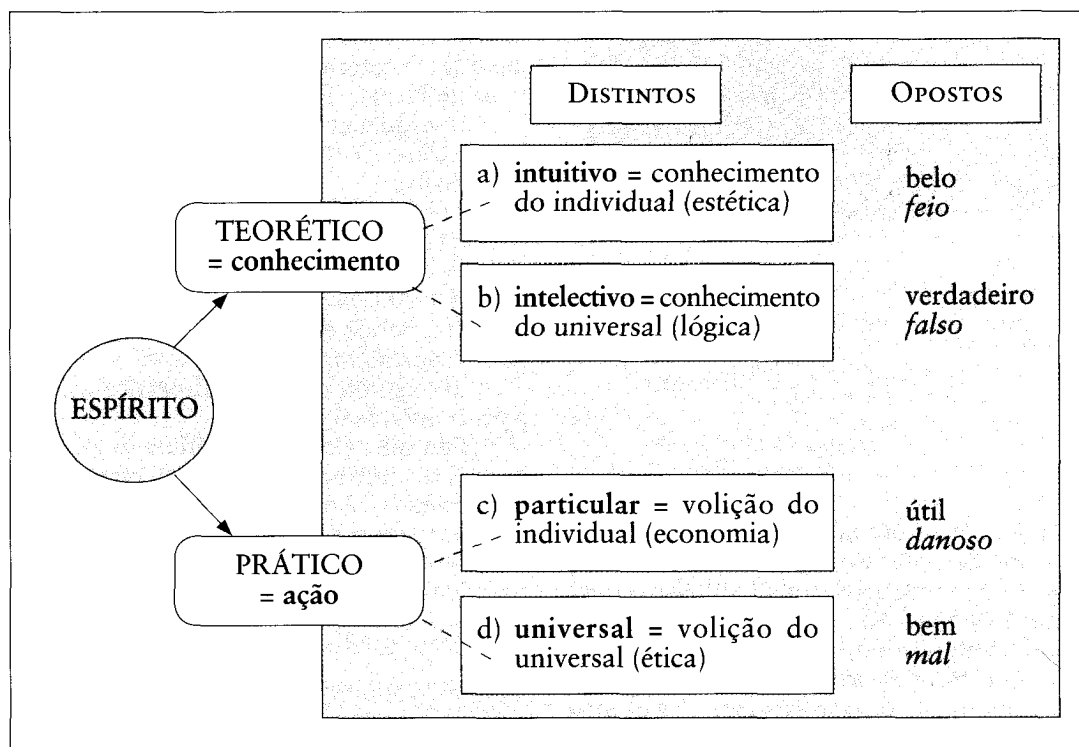 DISTINTOS
OPOSTOS
a) intuitivo = conhecimento
do individual (estética)
belo
feio
TEORÉTICO
= conhecimento
b) intelectivo = conhecimento
do universal (lógica)
verdadeiro
falso
ESPÍRITO
c) particular = volição do
individual (economia)
útil
danoso
PRÁTICO
= ação
d) universal = volição do
universal (ética)
bem
mal